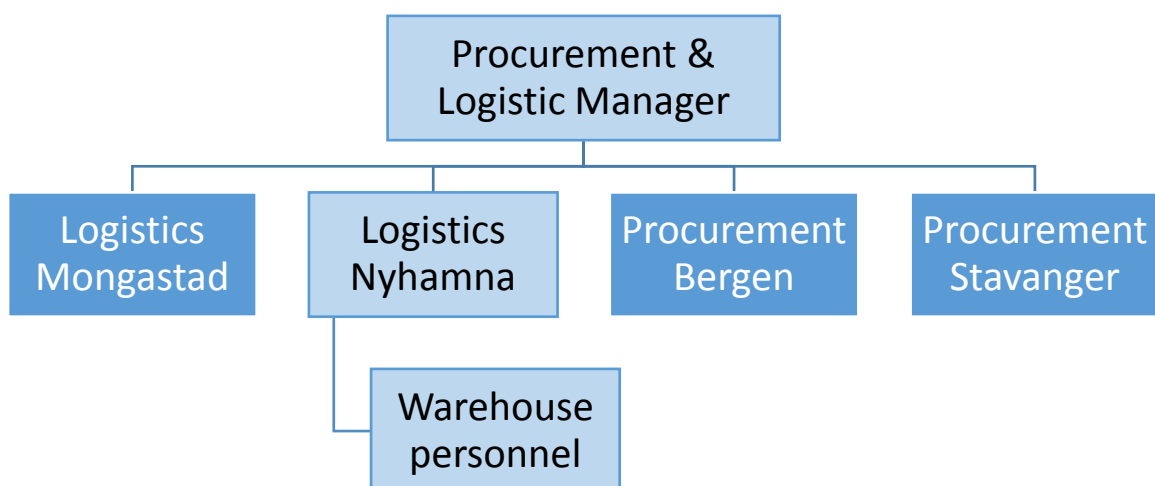 Procurement &
Logistic Manager
Logistics
Mongastad
Logistics
Nyhamna
Procurement
Bergen
Procurement
Stavanger
Warehouse
personnel